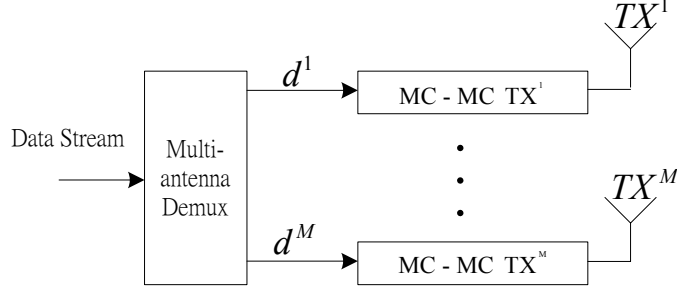 TX^1
d^1
MC - MC TX^1
Data Stream
Multi-
antenna
Demux
TX^M
d^M
MC - MC TX^M